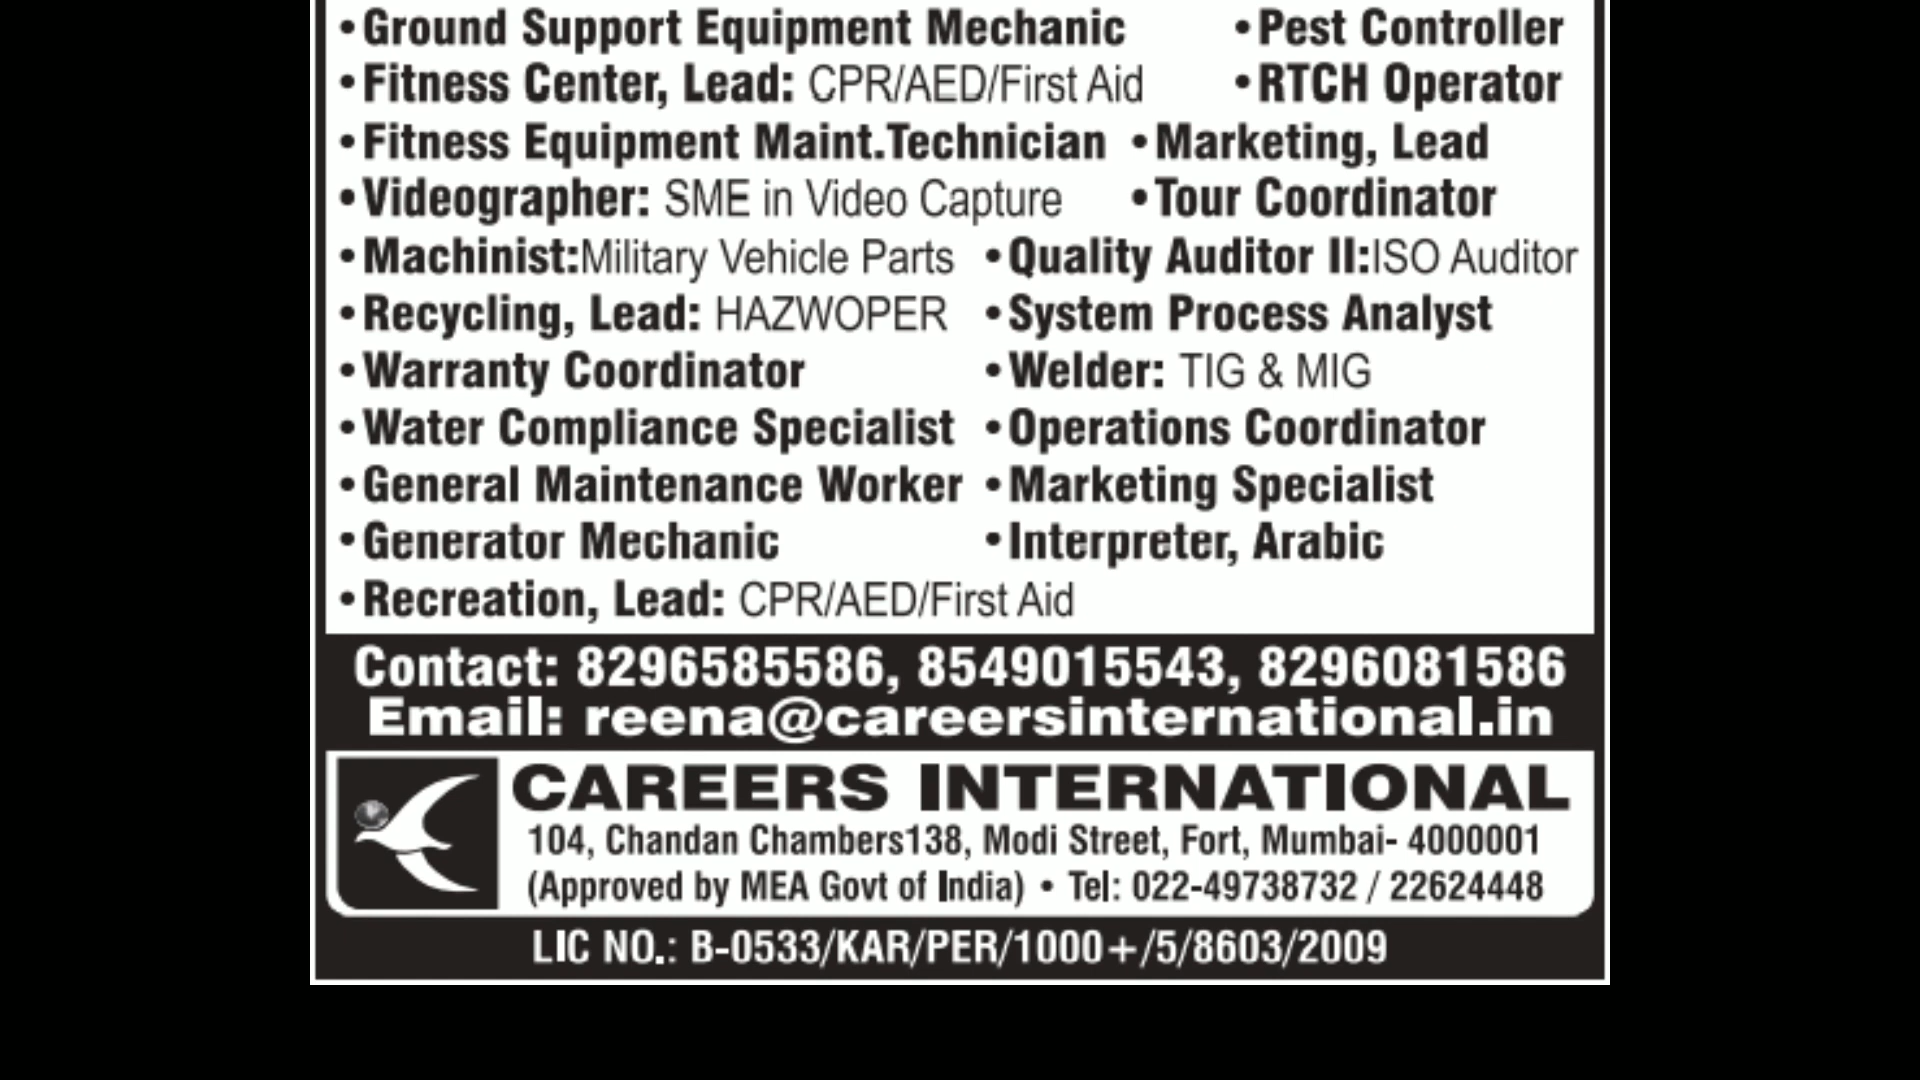 •Ground Support Equipment Mechanic •Pest Controller
•Fitness Center, Lead: CPR/AED/First Aid •RTCH Operator
•Fitness Equipment Maint.Technician •Marketing, Lead
•Videographer: SME in Video Capture •Tour Coordinator
•Machinist:Military Vehicle Parts •Quality Auditor II:ISO Auditor
•Recycling, Lead: HAZWOPER •System Process Analyst
•Warranty Coordinator •Welder: TIG & MIG
•Water Compliance Specialist •Operations Coordinator
•General Maintenance Worker •Marketing Specialist
•Generator Mechanic •Interpreter, Arabic
•Recreation, Lead: CPR/AED/First Aid
Contact: 8296585586, 8549015543, 8296081586
Email: reena@careersinternational.in
CAREERS INTERNATIONAL
104, Chandan Chambers138, Modi Street, Fort, Mumbai- 4000001
(Approved by MEA Govt of India) • Tel: 022-49738732 / 22624448
LIC NO.: B-0533/KAR/PER/1000+/5/8603/2009